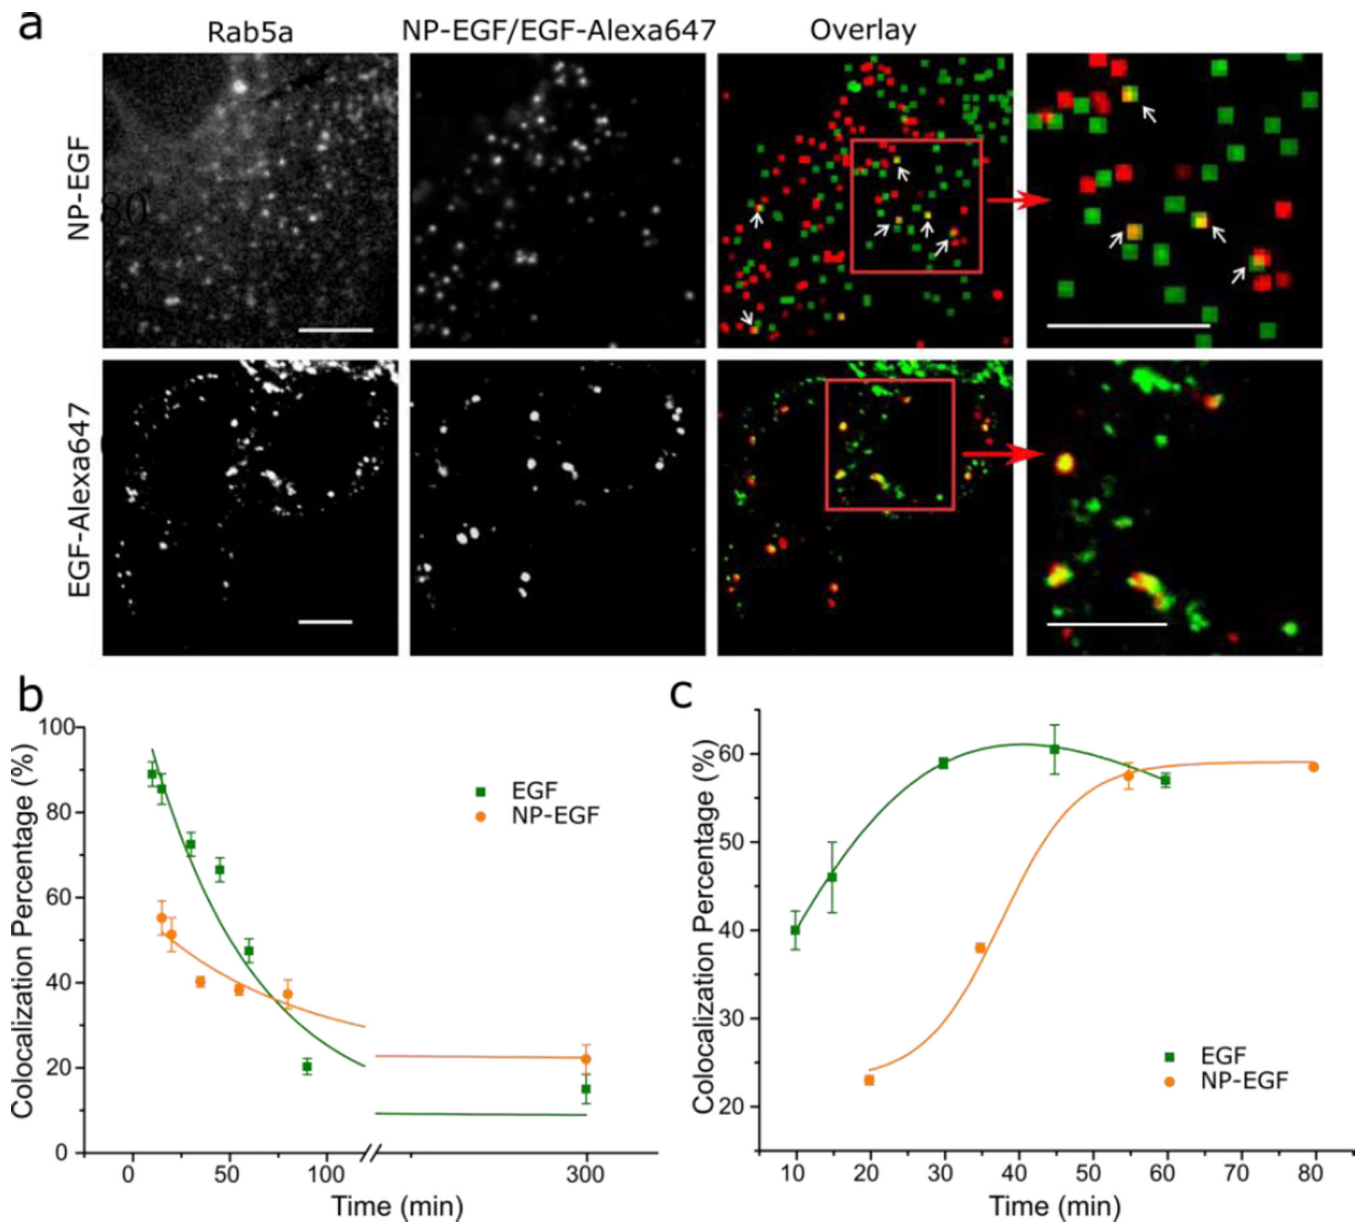 a
Rab5a
NP-EGF/EGF-Alexa647
Overlay
NP-EGF
80
EGF-Alexa647
b
100
80
60
40
20
0
Colocalization Percentage (%)
EGF
NP-EGF
0
50
100
300
Time (min)
c
60
50
40
30
20
Colocalization Percentage (%)
EGF
NP-EGF
10
20
30
40
50
60
70
80
Time (min)